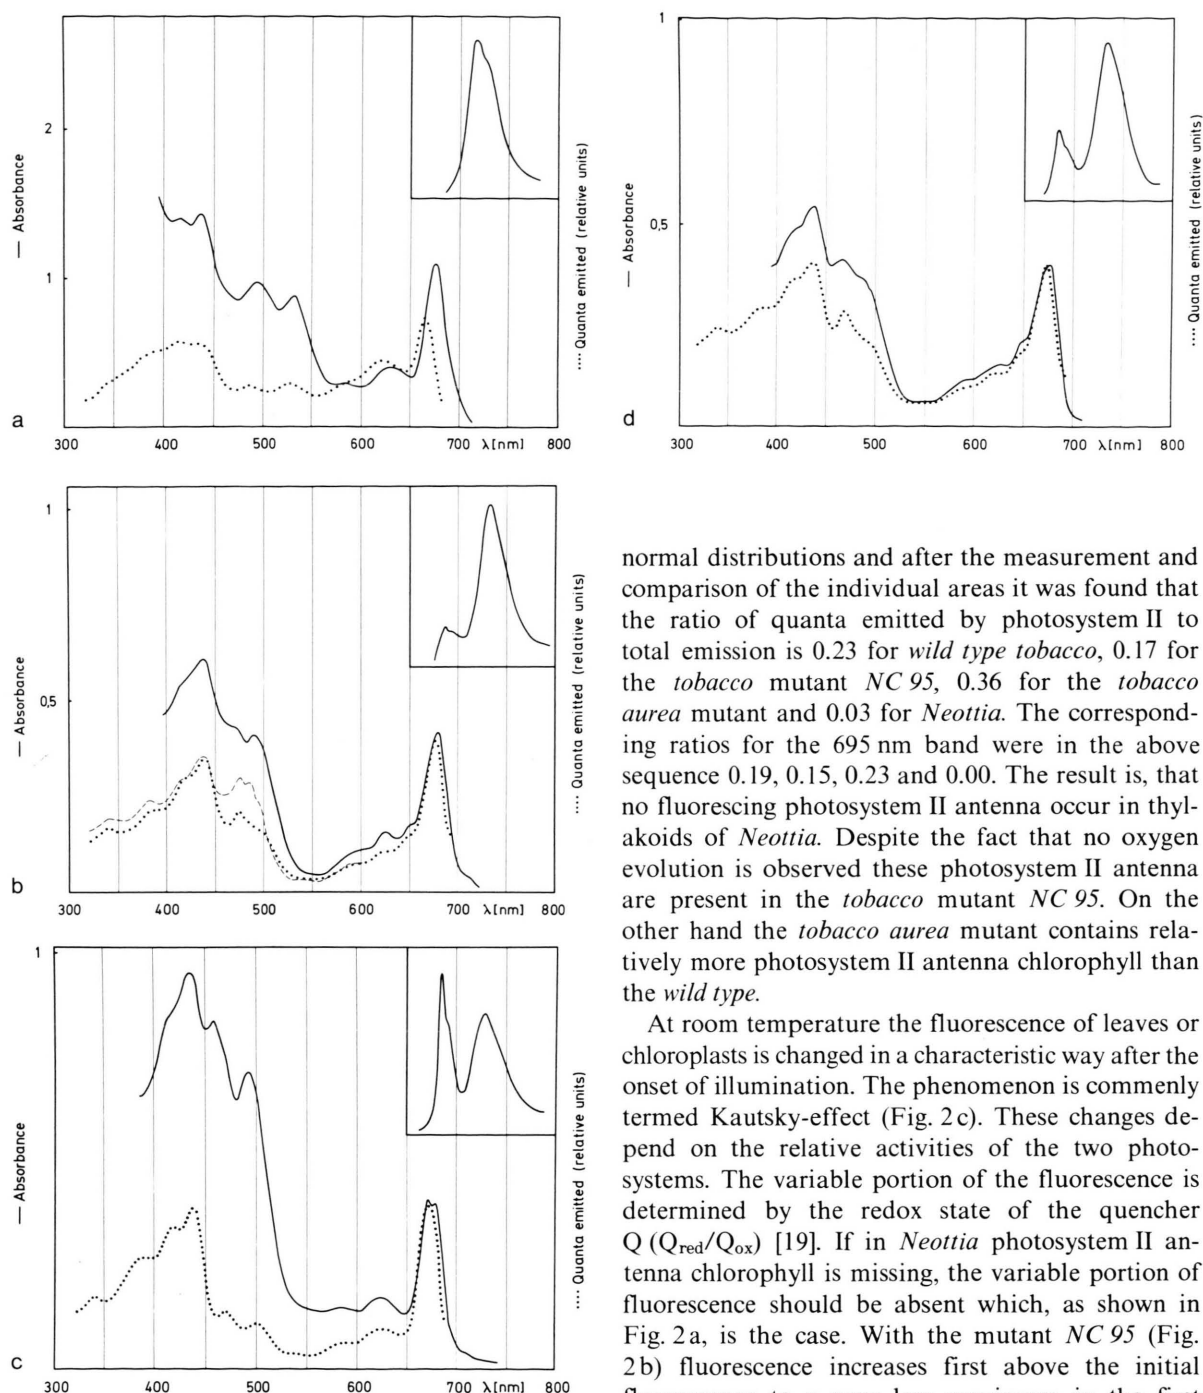 2
1
— Absorbance
···· Quanta emitted (relative units)
a
300 400 500 600 700 λ[nm] 800
1
0,5
— Absorbance
···· Quanta emitted (relative units)
d
300 400 500 600 700 λ[nm] 800
1
0,5
— Absorbance
···· Quanta emitted (relative units)
b
300 400 500 600 700 λ[nm] 800
1
— Absorbance
···· Quanta emitted (relative units)
c
300 400 500 600 700 λ[nm] 800
normal distributions and after the measurement and
comparison of the individual areas it was found that
the ratio of quanta emitted by photosystem II to
total emission is 0.23 for wild type tobacco, 0.17 for
the tobacco mutant NC 95, 0.36 for the tobacco
aurea mutant and 0.03 for Neottia. The correspond-
ing ratios for the 695 nm band were in the above
sequence 0.19, 0.15, 0.23 and 0.00. The result is, that
no fluorescing photosystem II antenna occur in thyl-
akoids of Neottia. Despite the fact that no oxygen
evolution is observed these photosystem II antenna
are present in the tobacco mutant NC 95. On the
other hand the tobacco aurea mutant contains rela-
tively more photosystem II antenna chlorophyll than
the wild type.
At room temperature the fluorescence of leaves or
chloroplasts is changed in a characteristic way after the
onset of illumination. The phenomenon is commenly
termed Kautsky-effect (Fig. 2 c). These changes de-
pend on the relative activities of the two photo-
systems. The variable portion of the fluorescence is
determined by the redox state of the quencher
Q (Qred/Qox) [19]. If in Neottia photosystem II an-
tenna chlorophyll is missing, the variable portion of
fluorescence should be absent which, as shown in
Fig. 2 a, is the case. With the mutant NC 95 (Fig.
2 b) fluorescence increases first above the initial